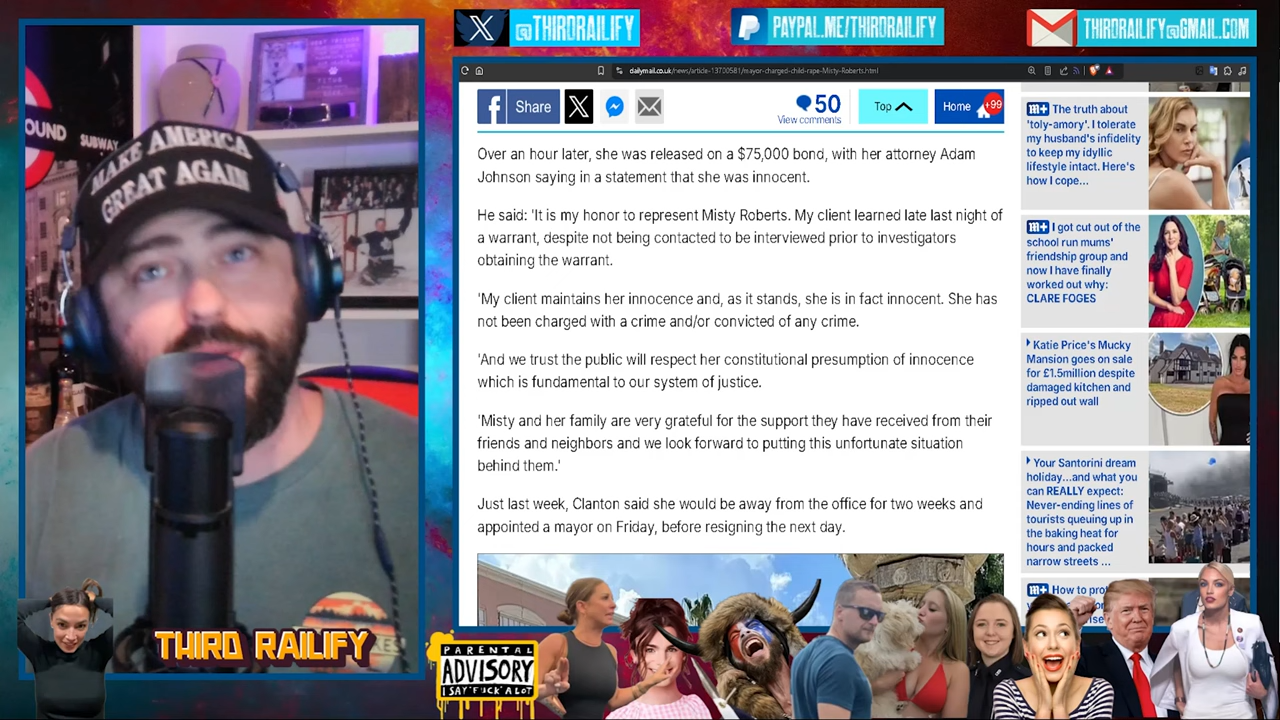 @THIRDRAILIFY
PAYPAL.ME/THIRDRAILIFY
THIRDRAILIFY@GMAIL.COM
OUND
SUBWAY
MAKE AMERICA
GREAT AGAIN
THIRD RAILIFY
dailymail.co.uk/news/article-13700581/mayor-charged-child-rape-Misty-Roberts.html
Share
50
View comments
Top
Home
+99
Over an hour later, she was released on a $75,000 bond, with her attorney Adam
Johnson saying in a statement that she was innocent.
He said: 'It is my honor to represent Misty Roberts. My client learned late last night of
a warrant, despite not being contacted to be interviewed prior to investigators
obtaining the warrant.
'My client maintains her innocence and, as it stands, she is in fact innocent. She has
not been charged with a crime and/or convicted of any crime.
'And we trust the public will respect her constitutional presumption of innocence
which is fundamental to our system of justice.
'Misty and her family are very grateful for the support they have received from their
friends and neighbors and we look forward to putting this unfortunate situation
behind them.'
Just last week, Clanton said she would be away from the office for two weeks and
appointed a mayor on Friday, before resigning the next day.
m+ The truth about
'toly-amory'. I tolerate
my husband's infidelity
to keep my idyllic
lifestyle intact. Here's
how I cope...
m+ I got cut out of the
school run mums'
friendship group and
now I have finally
worked out why:
CLARE FOGES
Katie Price's Mucky
Mansion goes on sale
for £1.5million despite
damaged kitchen and
ripped out wall
Your Santorini dream
holiday...and what you
can REALLY expect:
Never-ending lines of
tourists queuing up in
the baking heat for
hours and packed
narrow streets ...
m+ How to
PARENTAL
ADVISORY
I SAY "FUCK" A LOT